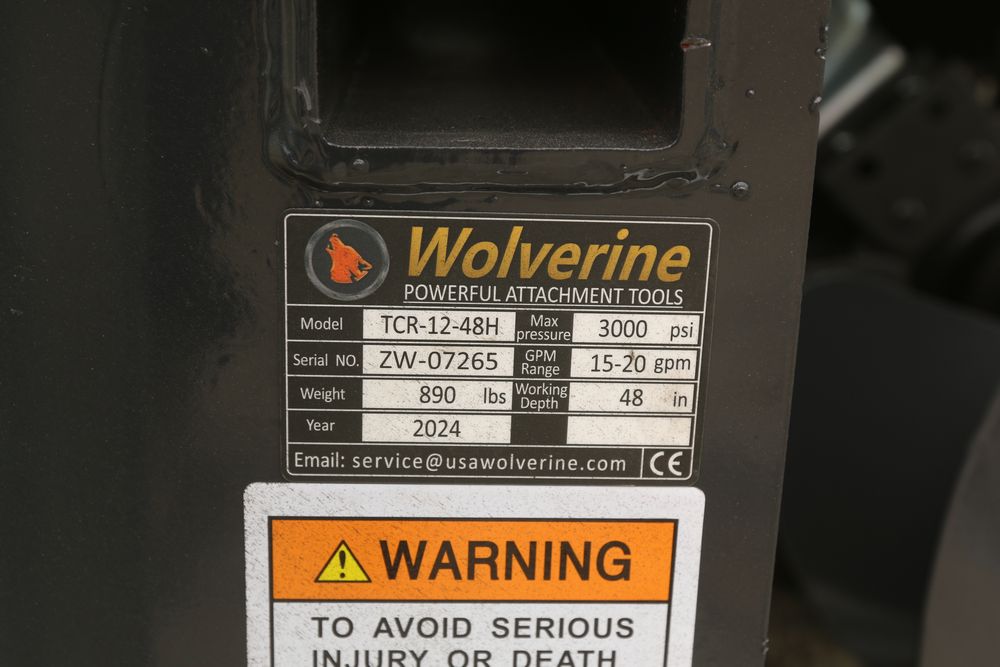 Wolverine
POWERFUL ATTACHMENT TOOLS
Model TCR-12-48H Max pressure 3000 psi
Serial NO. ZW-07265 GPM Range 15-20 gpm
Weight 890 lbs Working Depth 48 in
Year 2024
Email: service@usawolverine.com CE
WARNING
TO AVOID SERIOUS
INJURY OR DEATH